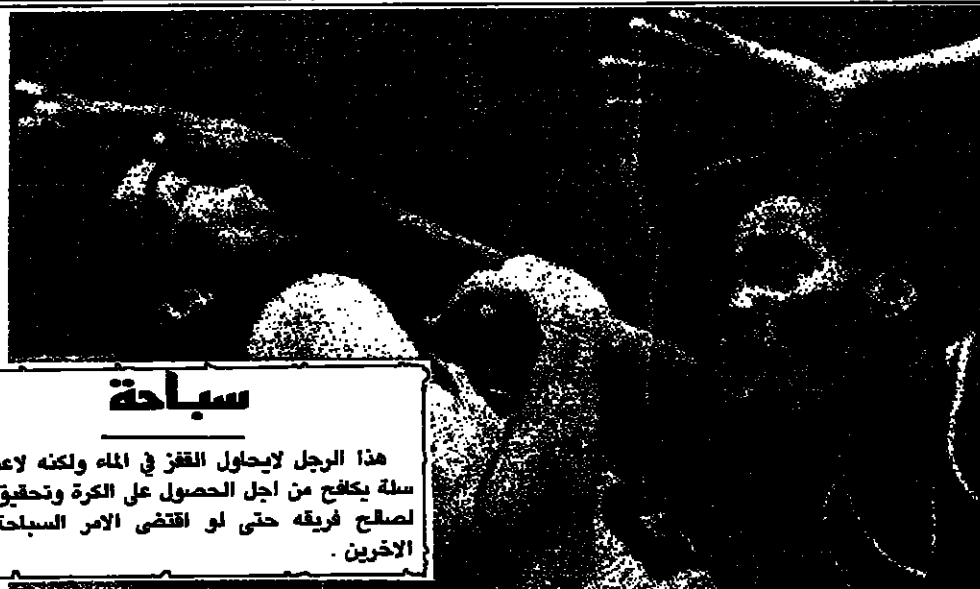 سباحة
هذا الرجل لايحاول القفز في الماء ولكنه
سلة يكافح من اجل الحصول على الكرة وتحقيق
لصالح فريقه حتى لو اقتضى الامر السباحة
الاخرين .